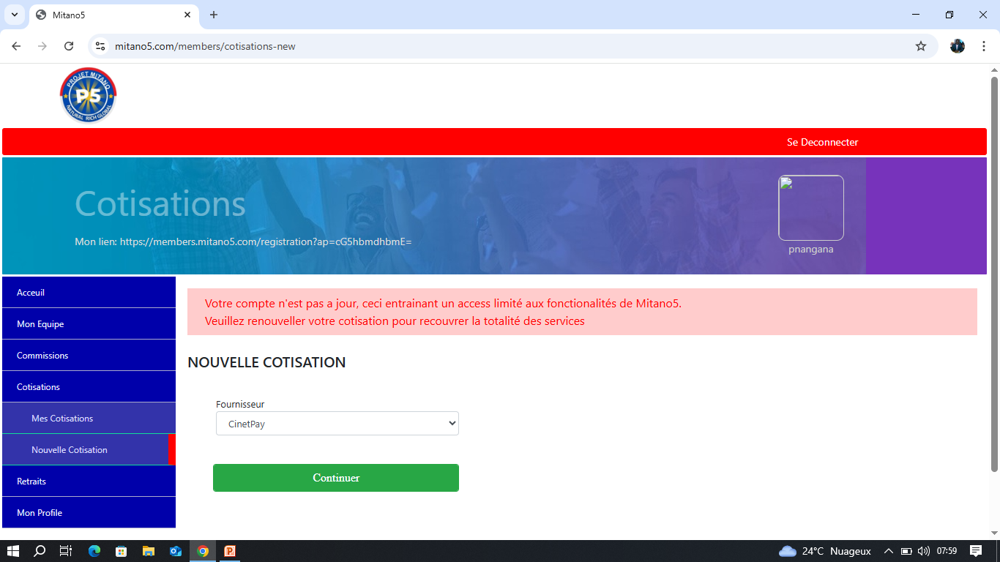 Mitano5
mitano5.com/members/cotisations-new
PROJET MITANO
P5
NATURAL RICH GLOBAL
Se Deconnecter
Cotisations
Mon lien: https://members.mitano5.com/registration?ap=cG5hbmdhbmE=
pnangana
Acceuil
Mon Equipe
Commissions
Cotisations
Mes Cotisations
Nouvelle Cotisation
Retraits
Mon Profile
Votre compte n'est pas a jour, ceci entrainant un access limité aux fonctionalités de Mitano5.
Veuillez renouveller votre cotisation pour recouvrer la totalité des services
NOUVELLE COTISATION
Fournisseur
CinetPay
Continuer
24°C Nuageux
07:59